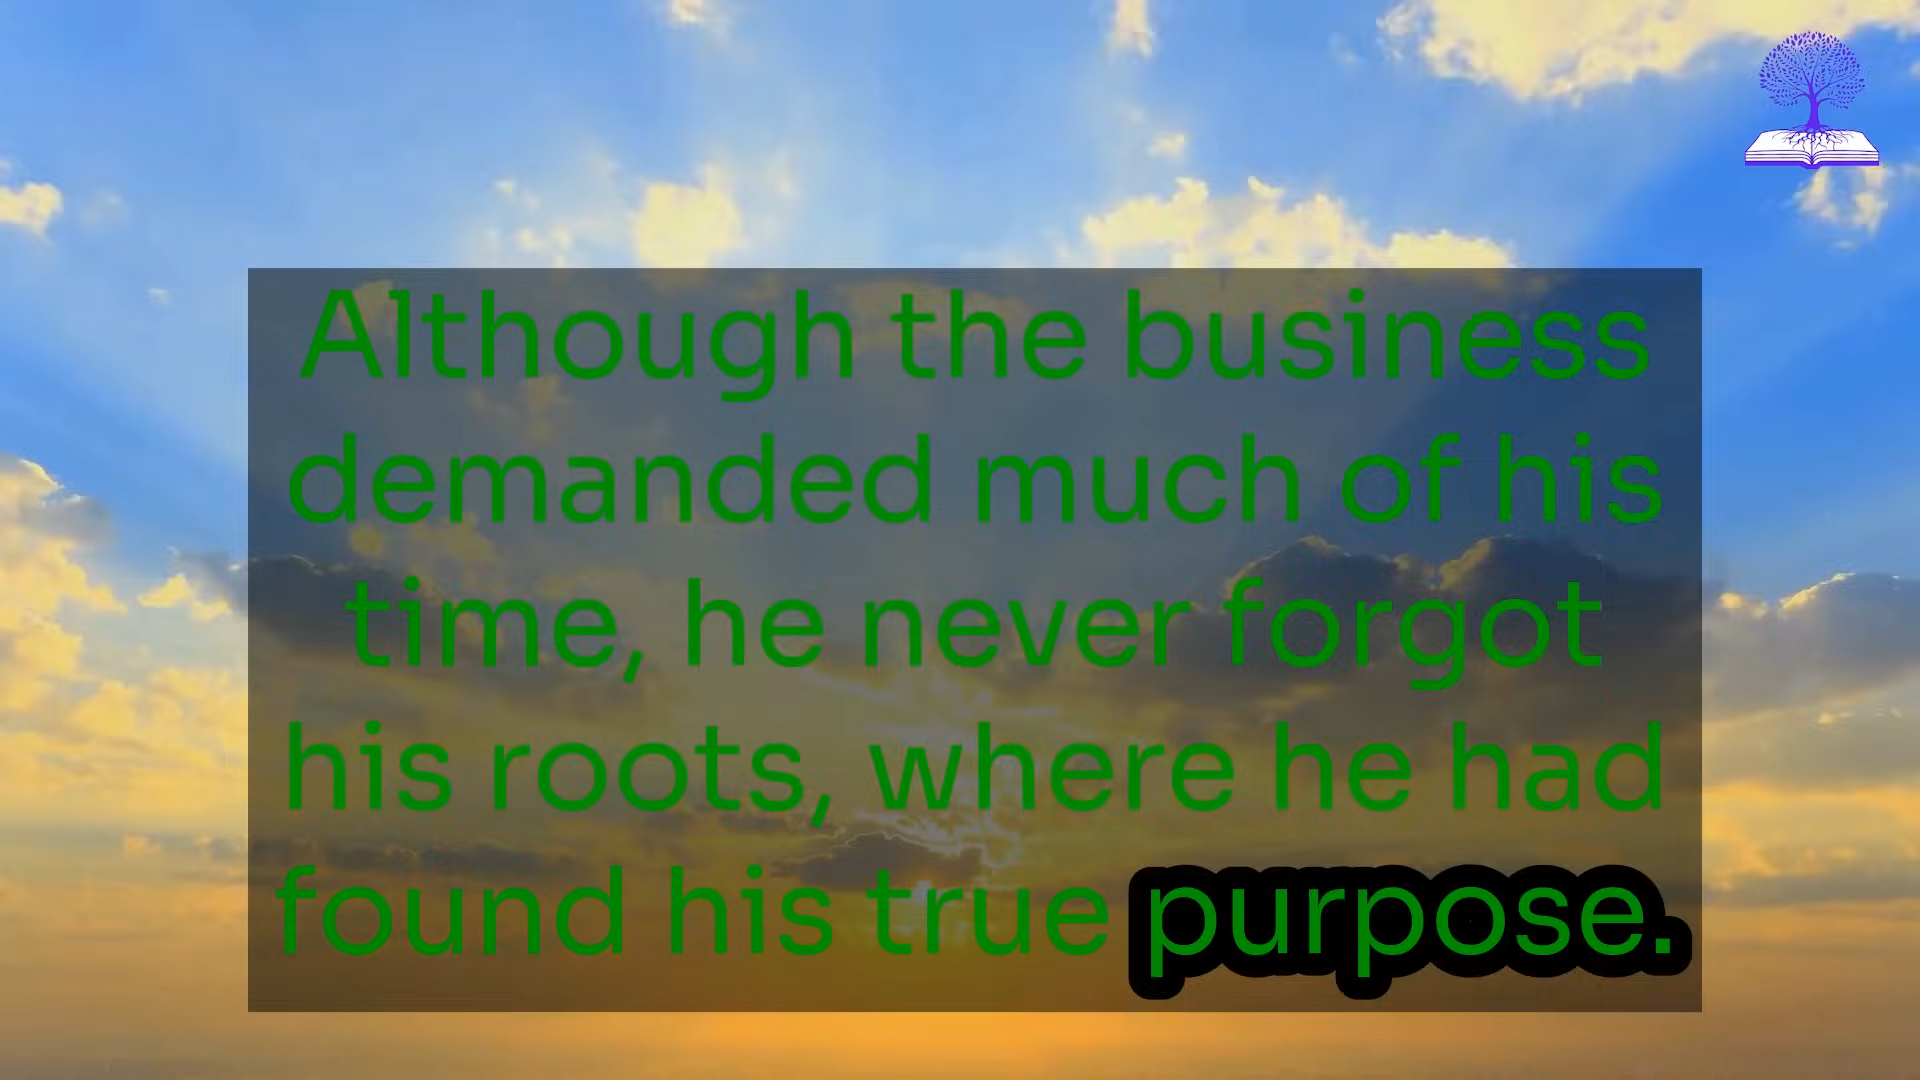 Although the business
demanded much of his
time, he never forgot
his roots, where he had
found his true purpose.